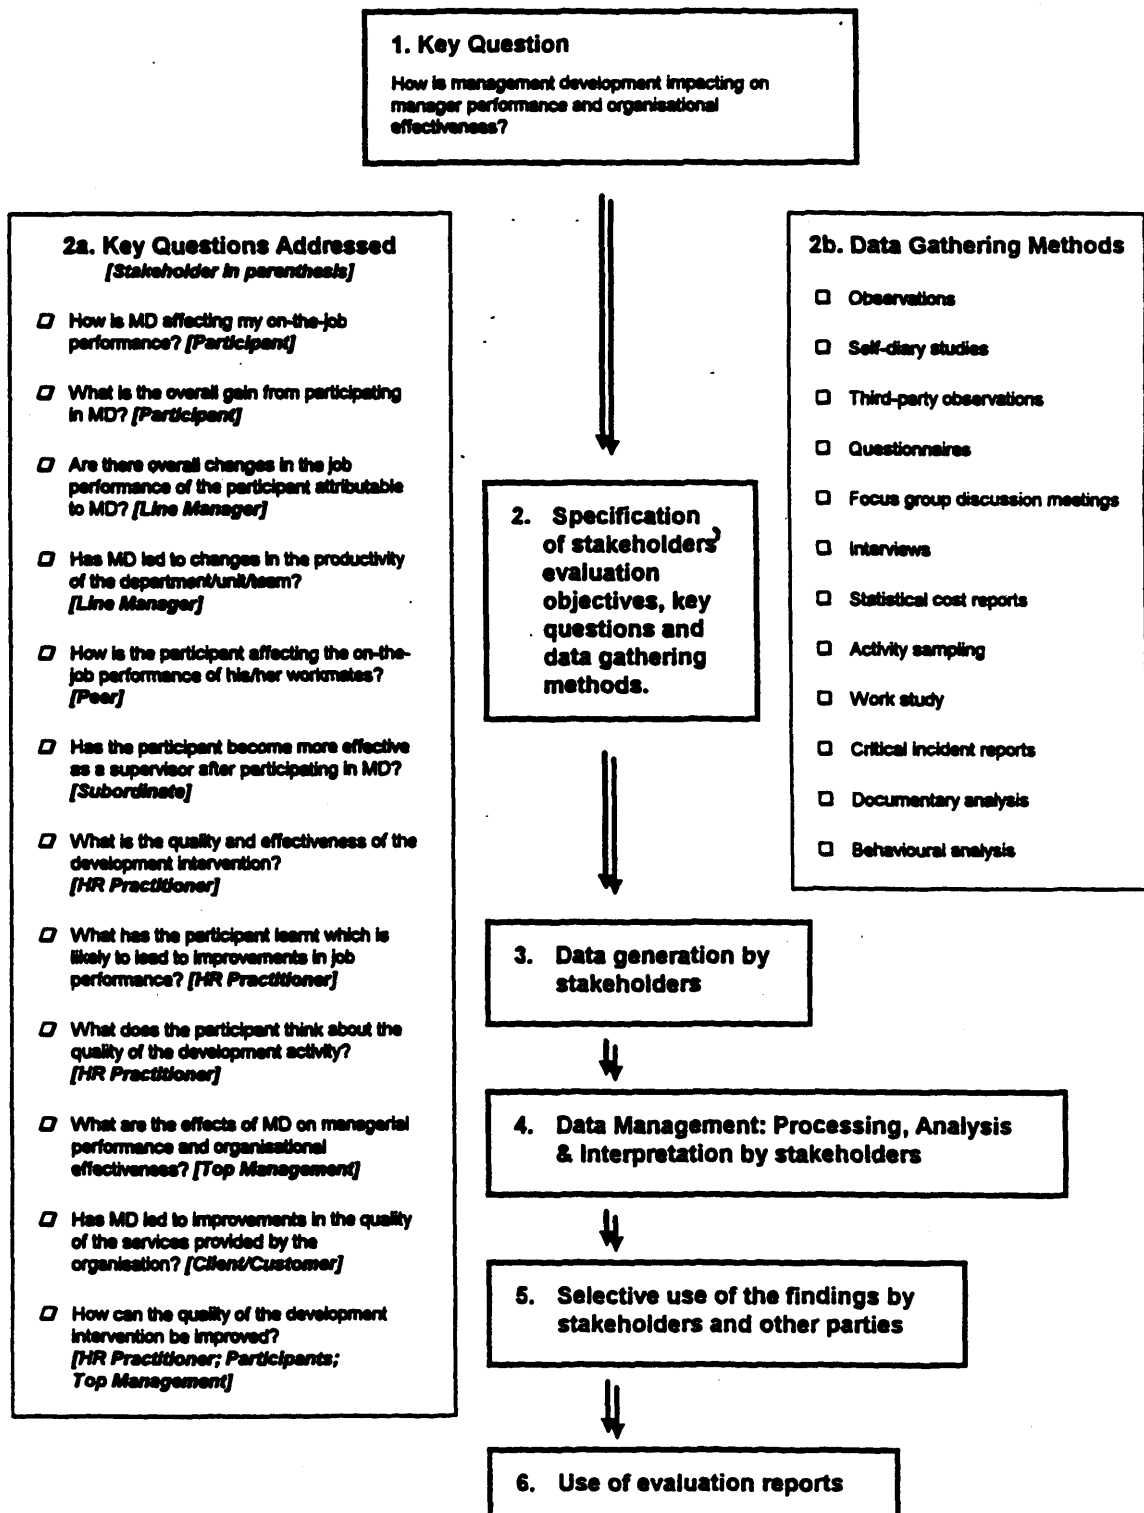 1. Key Question
How is management development impacting on
manager performance and organisational
effectiveness?
2a. Key Questions Addressed
[Stakeholder in parenthesis]
How is MD affecting my on-the-job
performance? [Participant]
What is the overall gain from participating
in MD? [Participant]
Are there overall changes in the job
performance of the participant attributable
to MD? [Line Manager]
Has MD led to changes in the productivity
of the department/unit/team?
[Line Manager]
How is the participant affecting the on-the-
job performance of his/her workmates?
[Peer]
Has the participant become more effective
as a supervisor after participating in MD?
[Subordinate]
What is the quality and effectiveness of the
development intervention?
[HR Practitioner]
What has the participant learnt which is
likely to lead to improvements in job
performance? [HR Practitioner]
What does the participant think about the
quality of the development activity?
[HR Practitioner]
What are the effects of MD on managerial
performance and organisational
effectiveness? [Top Management]
Has MD led to improvements in the quality
of the services provided by the
organisation? [Client/Customer]
How can the quality of the development
intervention be improved?
[HR Practitioner; Participants;
Top Management]
2b. Data Gathering Methods
Observations
Self-diary studies
Third-party observations
Questionnaires
Focus group discussion meetings
Interviews
Statistical cost reports
Activity sampling
Work study
Critical incident reports
Documentary analysis
Behavioural analysis
2. Specification
of stakeholders'
evaluation
objectives, key
questions and
data gathering
methods.
3. Data generation by
stakeholders
4. Data Management: Processing, Analysis
& Interpretation by stakeholders
5. Selective use of the findings by
stakeholders and other parties
6. Use of evaluation reports